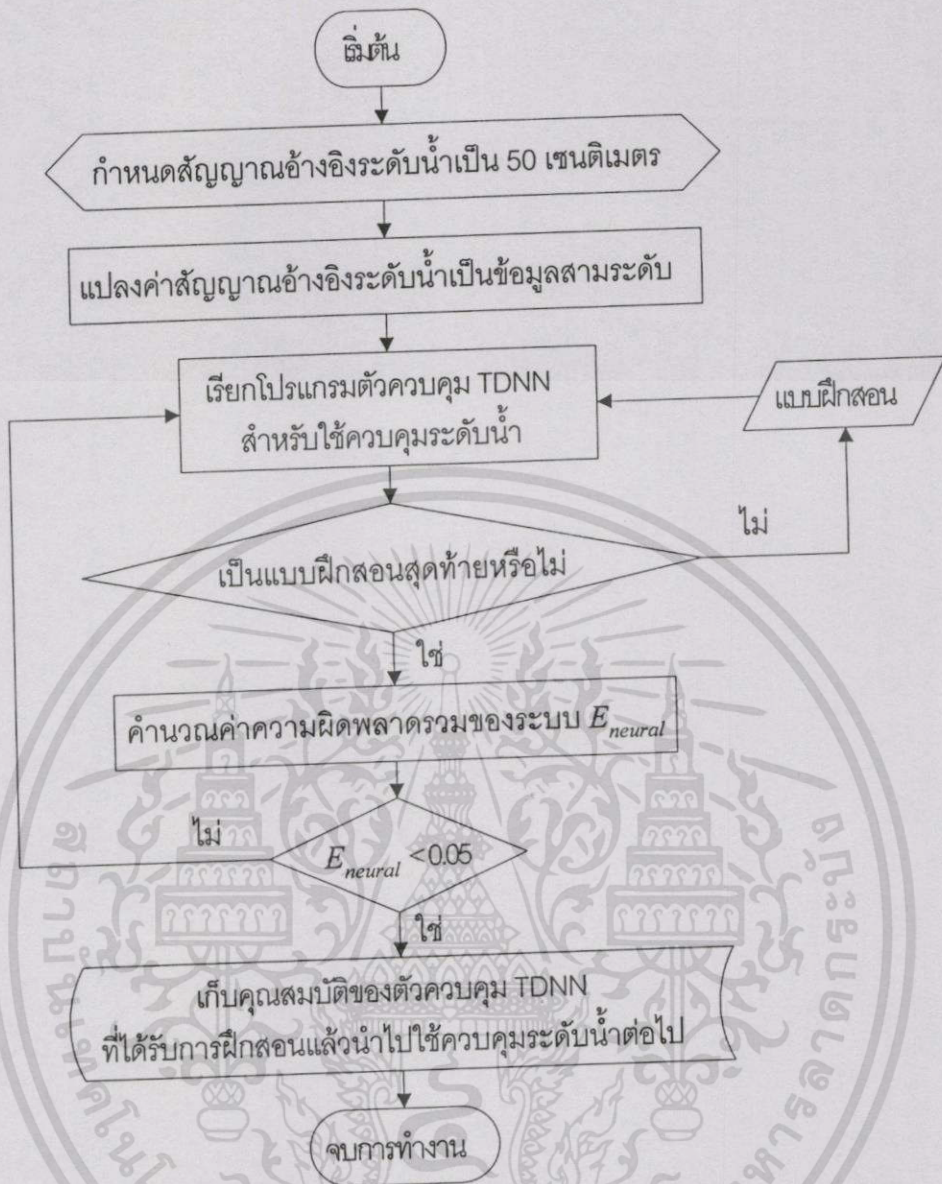 เริ่มต้น
กำหนดสัญญาณอ้างอิงระดับน้ำเป็น 50 เซนติเมตร
แปลงค่าสัญญาณอ้างอิงระดับน้ำเป็นข้อมูลสามระดับ
เรียกโปรแกรมตัวควบคุม TDNN
สำหรับใช้ควบคุมระดับน้ำ
แบบฝึกสอน
ไม่
เป็นแบบฝึกสอนสุดท้ายหรือไม่
ใช่
คำนวณค่าความผิดพลาดรวมของระบบ E_neural
ไม่
E_neural <0.05
ใช่
เก็บคุณสมบัติของตัวควบคุม TDNN
ที่ได้รับการฝึกสอนแล้วนำไปใช้ควบคุมระดับน้ำต่อไป
จบการทำงาน